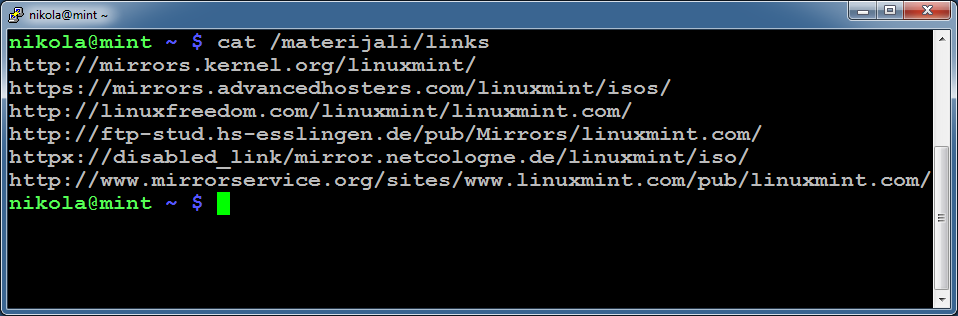 nikola@mint ~
nikola@mint ~ $ cat /materijali/links
http://mirrors.kernel.org/linuxmint/
https://mirrors.advancedhosters.com/linuxmint/isos/
http://linuxfreedom.com/linuxmint/linuxmint.com/
http://ftp-stud.hs-esslingen.de/pub/Mirrors/linuxmint.com/
httpx://disabled_link/mirror.netcologne.de/linuxmint/iso/
http://www.mirrorservice.org/sites/www.linuxmint.com/pub/linuxmint.com/
nikola@mint ~ $